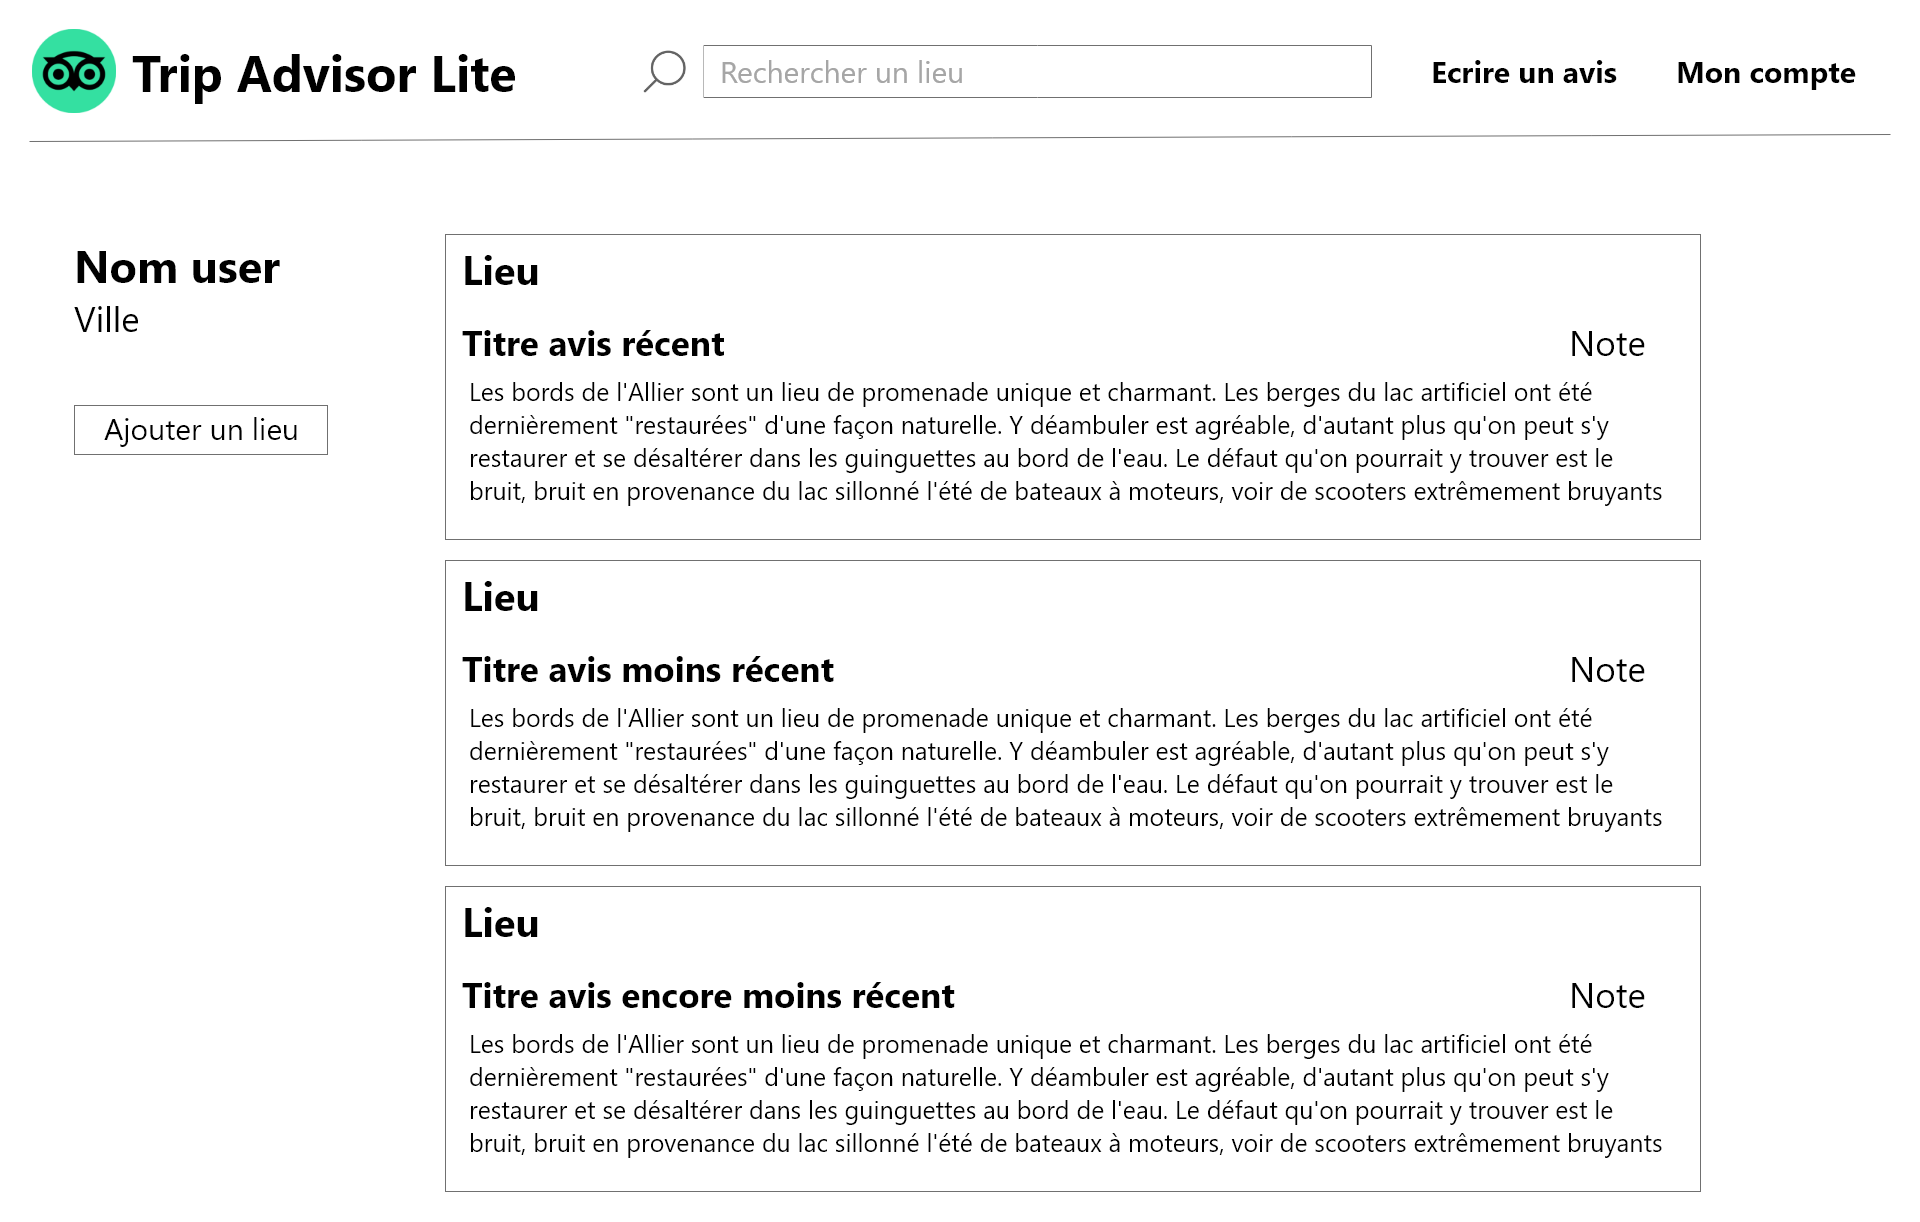 Trip Advisor Lite
Rechercher un lieu
Ecrire un avis
Mon compte
Nom user
Ville
Ajouter un lieu
Lieu
Titre avis récent
Note
Les bords de l'Allier sont un lieu de promenade unique et charmant. Les berges du lac artificiel ont été
dernièrement "restaurées" d'une façon naturelle. Y déambuler est agréable, d'autant plus qu'on peut s'y
restaurer et se désaltérer dans les guinguettes au bord de l'eau. Le défaut qu'on pourrait y trouver est le
bruit, bruit en provenance du lac sillonné l'été de bateaux à moteurs, voir de scooters extrêmement bruyants
Lieu
Titre avis moins récent
Note
Les bords de l'Allier sont un lieu de promenade unique et charmant. Les berges du lac artificiel ont été
dernièrement "restaurées" d'une façon naturelle. Y déambuler est agréable, d'autant plus qu'on peut s'y
restaurer et se désaltérer dans les guinguettes au bord de l'eau. Le défaut qu'on pourrait y trouver est le
bruit, bruit en provenance du lac sillonné l'été de bateaux à moteurs, voir de scooters extrêmement bruyants
Lieu
Titre avis encore moins récent
Note
Les bords de l'Allier sont un lieu de promenade unique et charmant. Les berges du lac artificiel ont été
dernièrement "restaurées" d'une façon naturelle. Y déambuler est agréable, d'autant plus qu'on peut s'y
restaurer et se désaltérer dans les guinguettes au bord de l'eau. Le défaut qu'on pourrait y trouver est le
bruit, bruit en provenance du lac sillonné l'été de bateaux à moteurs, voir de scooters extrêmement bruyants